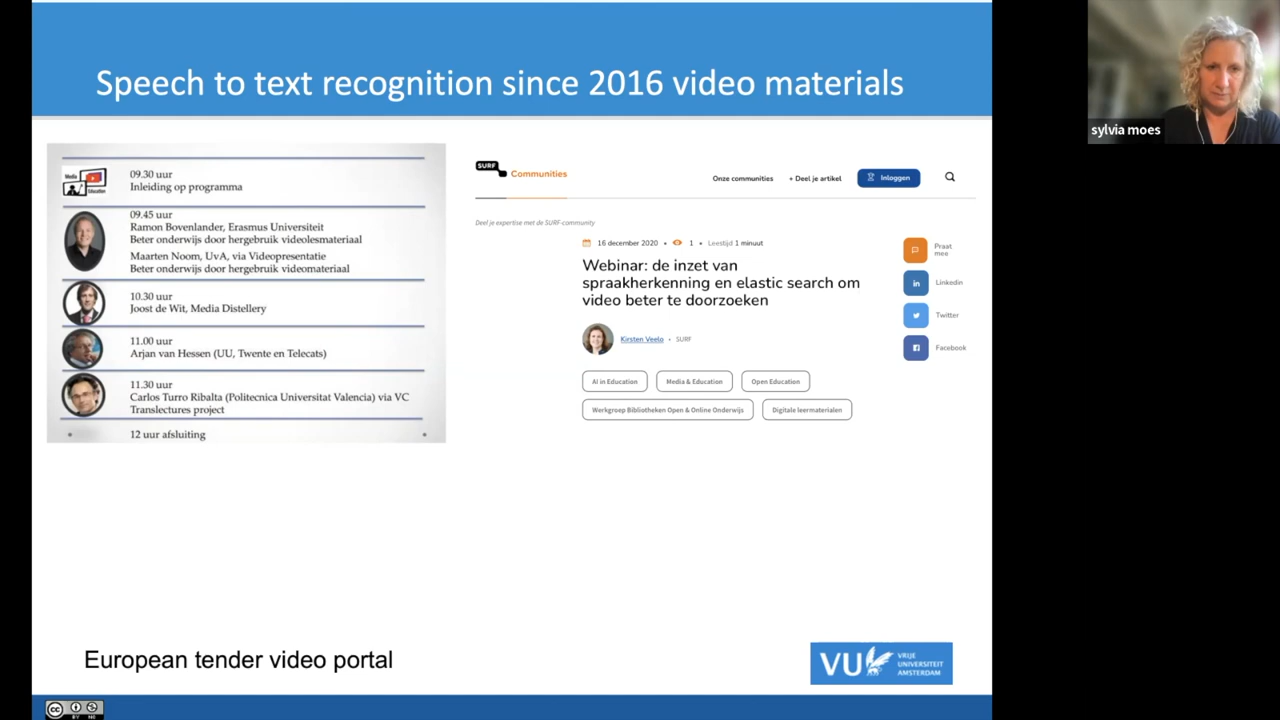 Speech to text recognition since 2016 video materials
sylvia moes
Media
Education
09.30 uur
Inleiding op programma
09.45 uur
Ramon Bovenlander, Erasmus Universiteit
Beter onderwijs door hergebruik videolesmateriaal
Maarten Noom, UvA, via Videopresentatie
Beter onderwijs door hergebruik videomateriaal
10.30 uur
Joost de Wit, Media Distellery
11.00 uur
Arjan van Hessen (UU, Twente en Telecats)
11.30 uur
Carlos Turro Ribalta (Politecnica Universitat Valencia) via VC
Translectures project
12 uur afsluiting
SURF Communities
Onze communities + Deel je artikel Inloggen
Deel je expertise met de SURF-community
16 december 2020 • 1 • Leestijd 1 minuut
Webinar: de inzet van
spraakherkenning en elastic search om
video beter te doorzoeken
Kirsten Veelo • SURF
AI in Education Media & Education Open Education
Werkgroep Bibliotheken Open & Online Onderwijs Digitale leermaterialen
Praat
mee
in Linkedin
Twitter
Facebook
European tender video portal
VU VRIJE
UNIVERSITEIT
AMSTERDAM
cc
BY NC